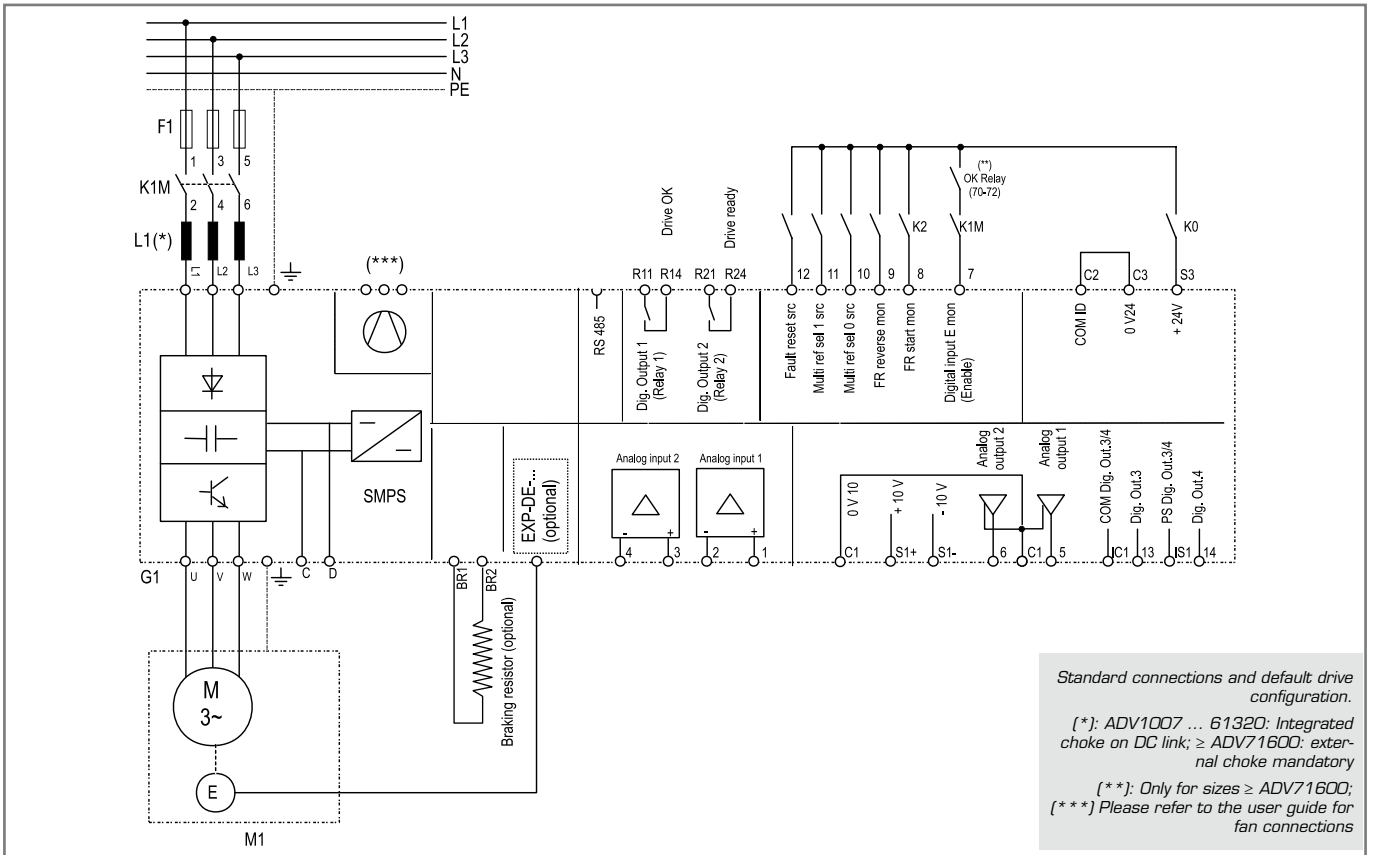 L1
L2
L3
N
PE
F1
1 3 5
K1M
2 4 6
L1(*)
L1 L2 L3
(***)
Drive OK
Drive ready
R11 R14 R21 R24
RS 485
Dig. Output 1
(Relay 1)
Dig. Output 2
(Relay 2)
(**)
OK Relay
(70-72)
K2
K1M
K0
12 11 10 9 8 7
C2 C3 S3
Fault reset src
Multi ref sel 1 src
Multi ref sel 0 src
FR reverse mon
FR start mon
Digital input E mon
(Enable)
COM ID
0 V24
+ 24V
SMPS
EXP-DE-...
(optional)
Analog input 2
- +
4 3
Analog input 1
- +
2 1
0 V 10
+ 10 V
- 10 V
Analog
output 2
Analog
output 1
COM Dig. Out.3/4
Dig. Out.3
PS Dig. Out.3/4
Dig. Out.4
C1 S1+ S1- 6 C1 5 IC1 13 IS1 14
G1
U V W
C D
BR1
BR2
Braking resistor (optional)
M
3~
E
M1
Standard connections and default drive
configuration.
(*): ADV1007 ... 61320: Integrated
choke on DC link; ≥ ADV71600: exter-
nal choke mandatory
(**): Only for sizes ≥ ADV71600;
(***) Please refer to the user guide for
fan connections